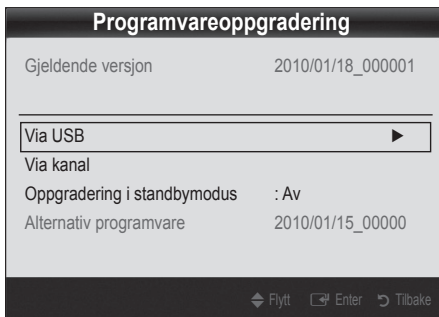 Programvareoppgradering
Gjeldende versjon 2010/01/18_000001
Via USB ►
Via kanal
Oppgradering i standbymodus : Av
Alternativ programvare 2010/01/15_00000
Flytt Enter Tilbake